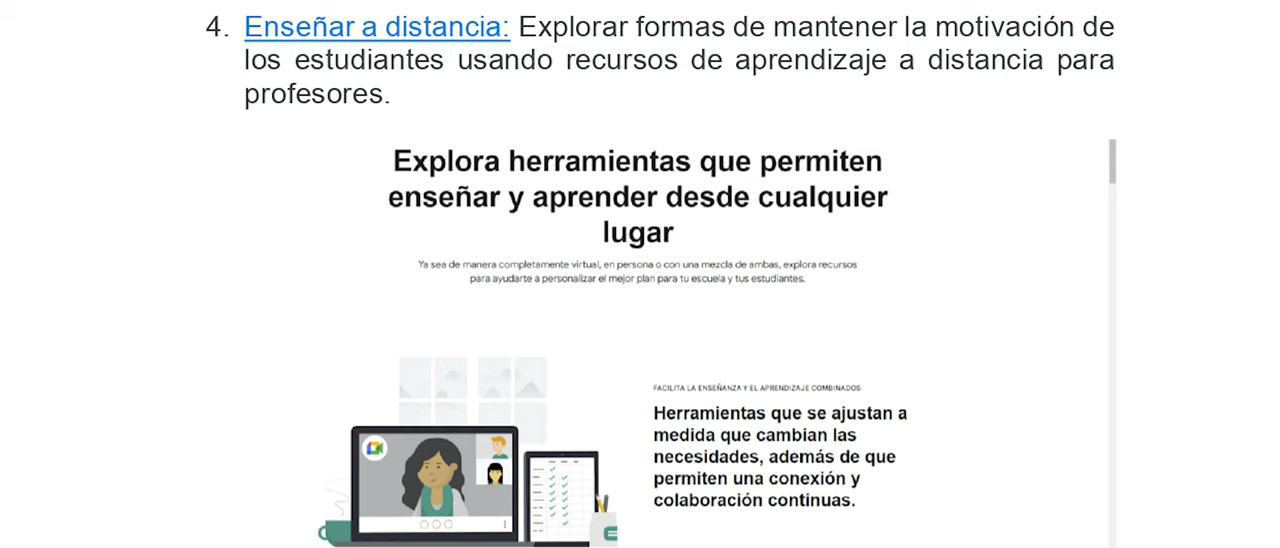 4. Enseñar a distancia: Explorar formas de mantener la motivación de
los estudiantes usando recursos de aprendizaje a distancia para
profesores.
Explora herramientas que permiten
enseñar y aprender desde cualquier
lugar
Ya sea de manera completamente virtual, en persona o con una mezcla de ambas, explora recursos
para ayudarte a personalizar el mejor plan para tu escuela y tus estudiantes.
FACILITA LA ENSEÑANZA Y EL APRENDIZAJE COMBINADOS
Herramientas que se ajustan a
medida que cambian las
necesidades, además de que
permiten una conexión y
colaboración continuas.